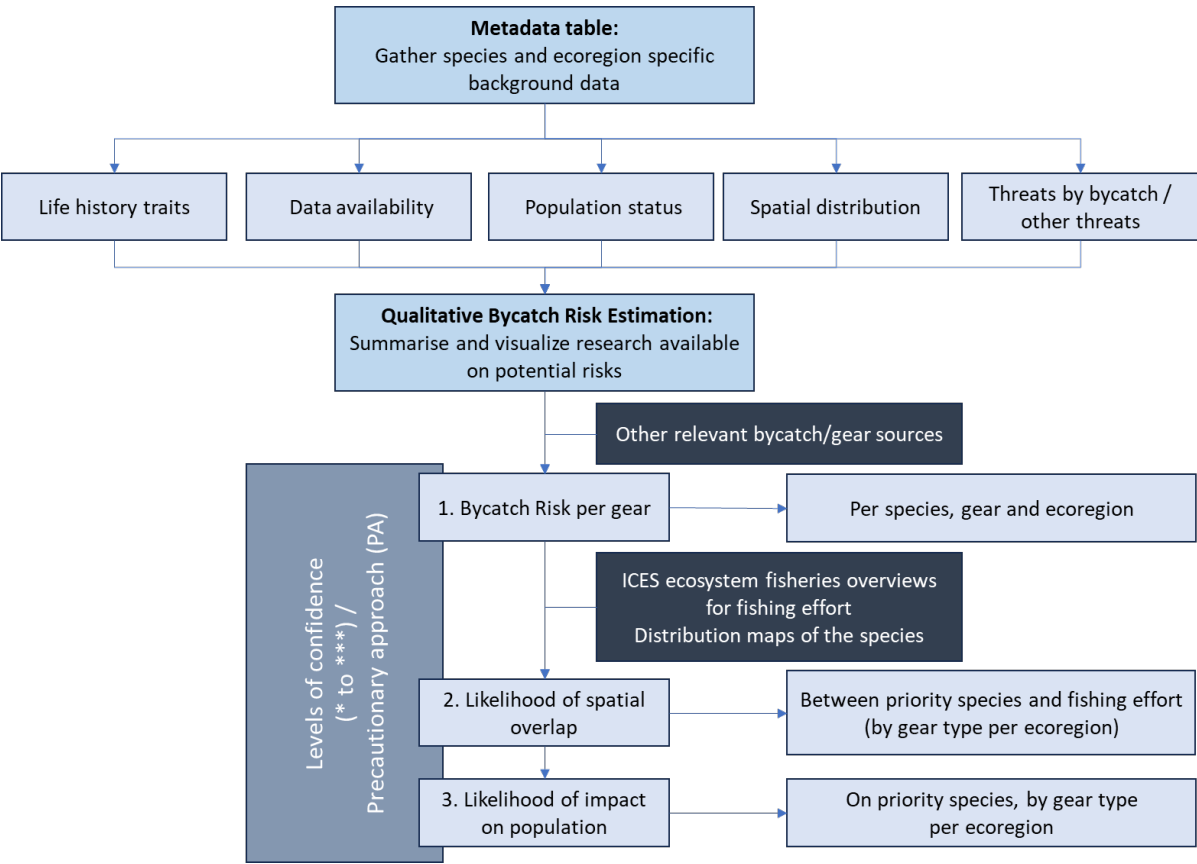 Metadata table:
Gather species and ecoregion specific
background data
Life history traits
Data availability
Population status
Spatial distribution
Threats by bycatch /
other threats
Qualitative Bycatch Risk Estimation:
Summarise and visualize research available
on potential risks
Other relevant bycatch/gear sources
Levels of confidence
(* to ***) /
Precautionary approach (PA)
1. Bycatch Risk per gear
Per species, gear and ecoregion
ICES ecosystem fisheries overviews
for fishing effort
Distribution maps of the species
2. Likelihood of spatial
overlap
Between priority species and fishing effort
(by gear type per ecoregion)
3. Likelihood of impact
on population
On priority species, by gear type
per ecoregion